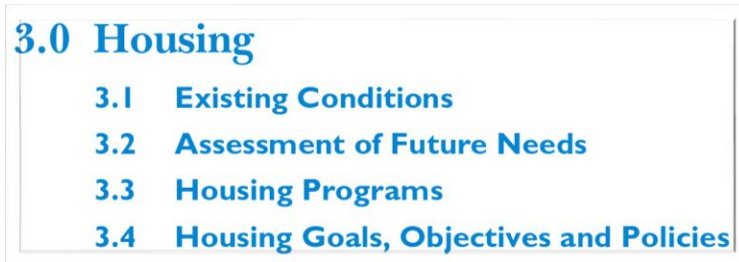 3.0 Housing
3.1 Existing Conditions
3.2 Assessment of Future Needs
3.3 Housing Programs
3.4 Housing Goals, Objectives and Policies